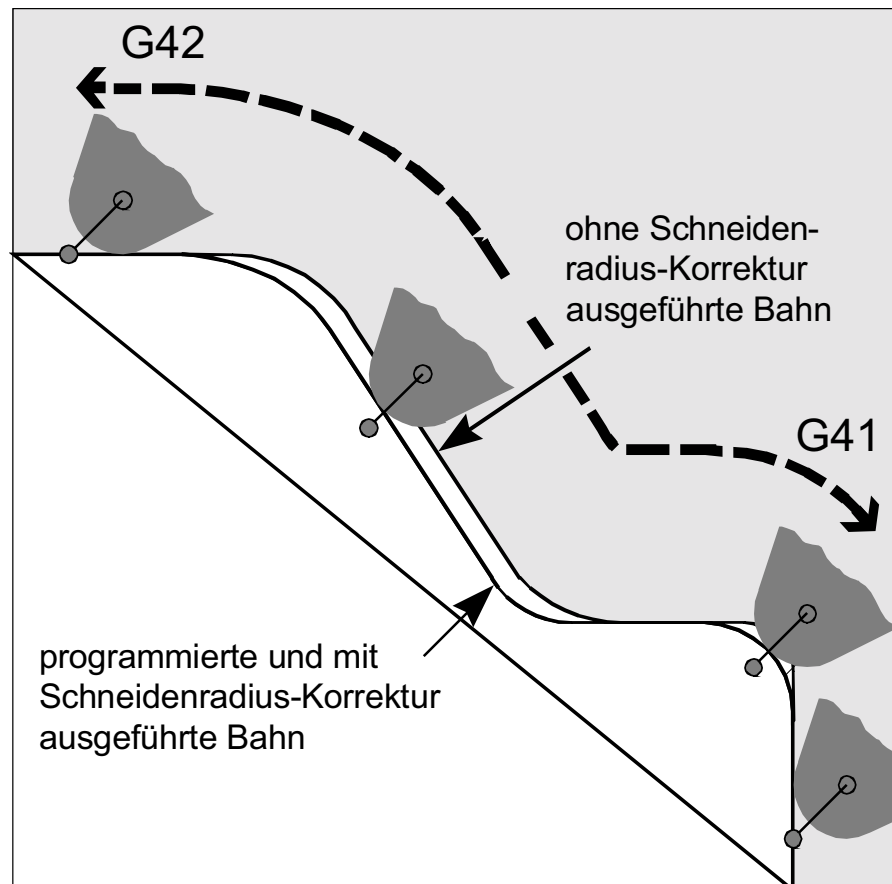 G42
ohne Schneiden-
radius-Korrektur
ausgeführte Bahn
G41
programmierte und mit
Schneidenradius-Korrektur
ausgeführte Bahn